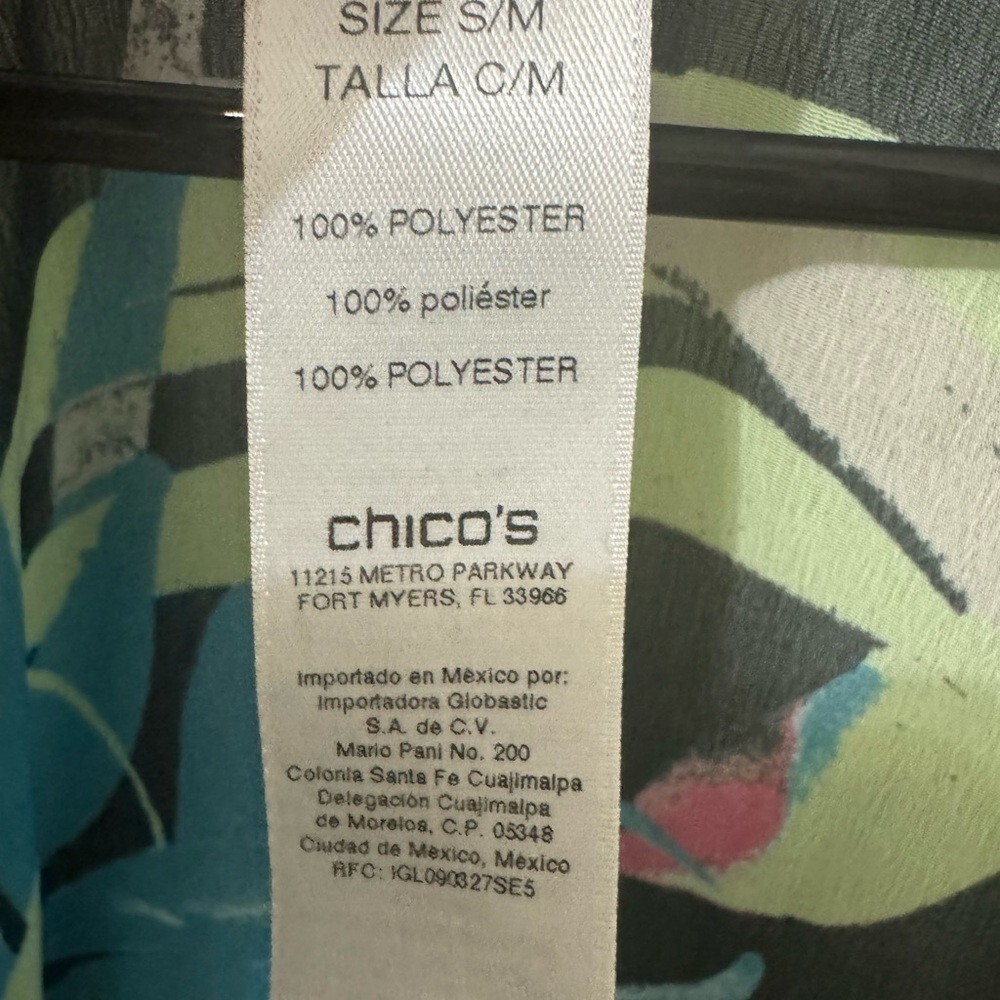 SIZE S/M
TALLA C/M
100% POLYESTER
100% poliéster
100% POLYESTER
chico's
11215 METRO PARKWAY
FORT MYERS, FL 33966
Importado en México por:
Importadora Globastic
S.A. de C.V.
Mario Pani No. 200
Colonia Santa Fe Cuajimalpa
Delegación Cuajimalpa
de Morelos, C.P. 05348
Ciudad de México, México
RFC: IGL090327SE5